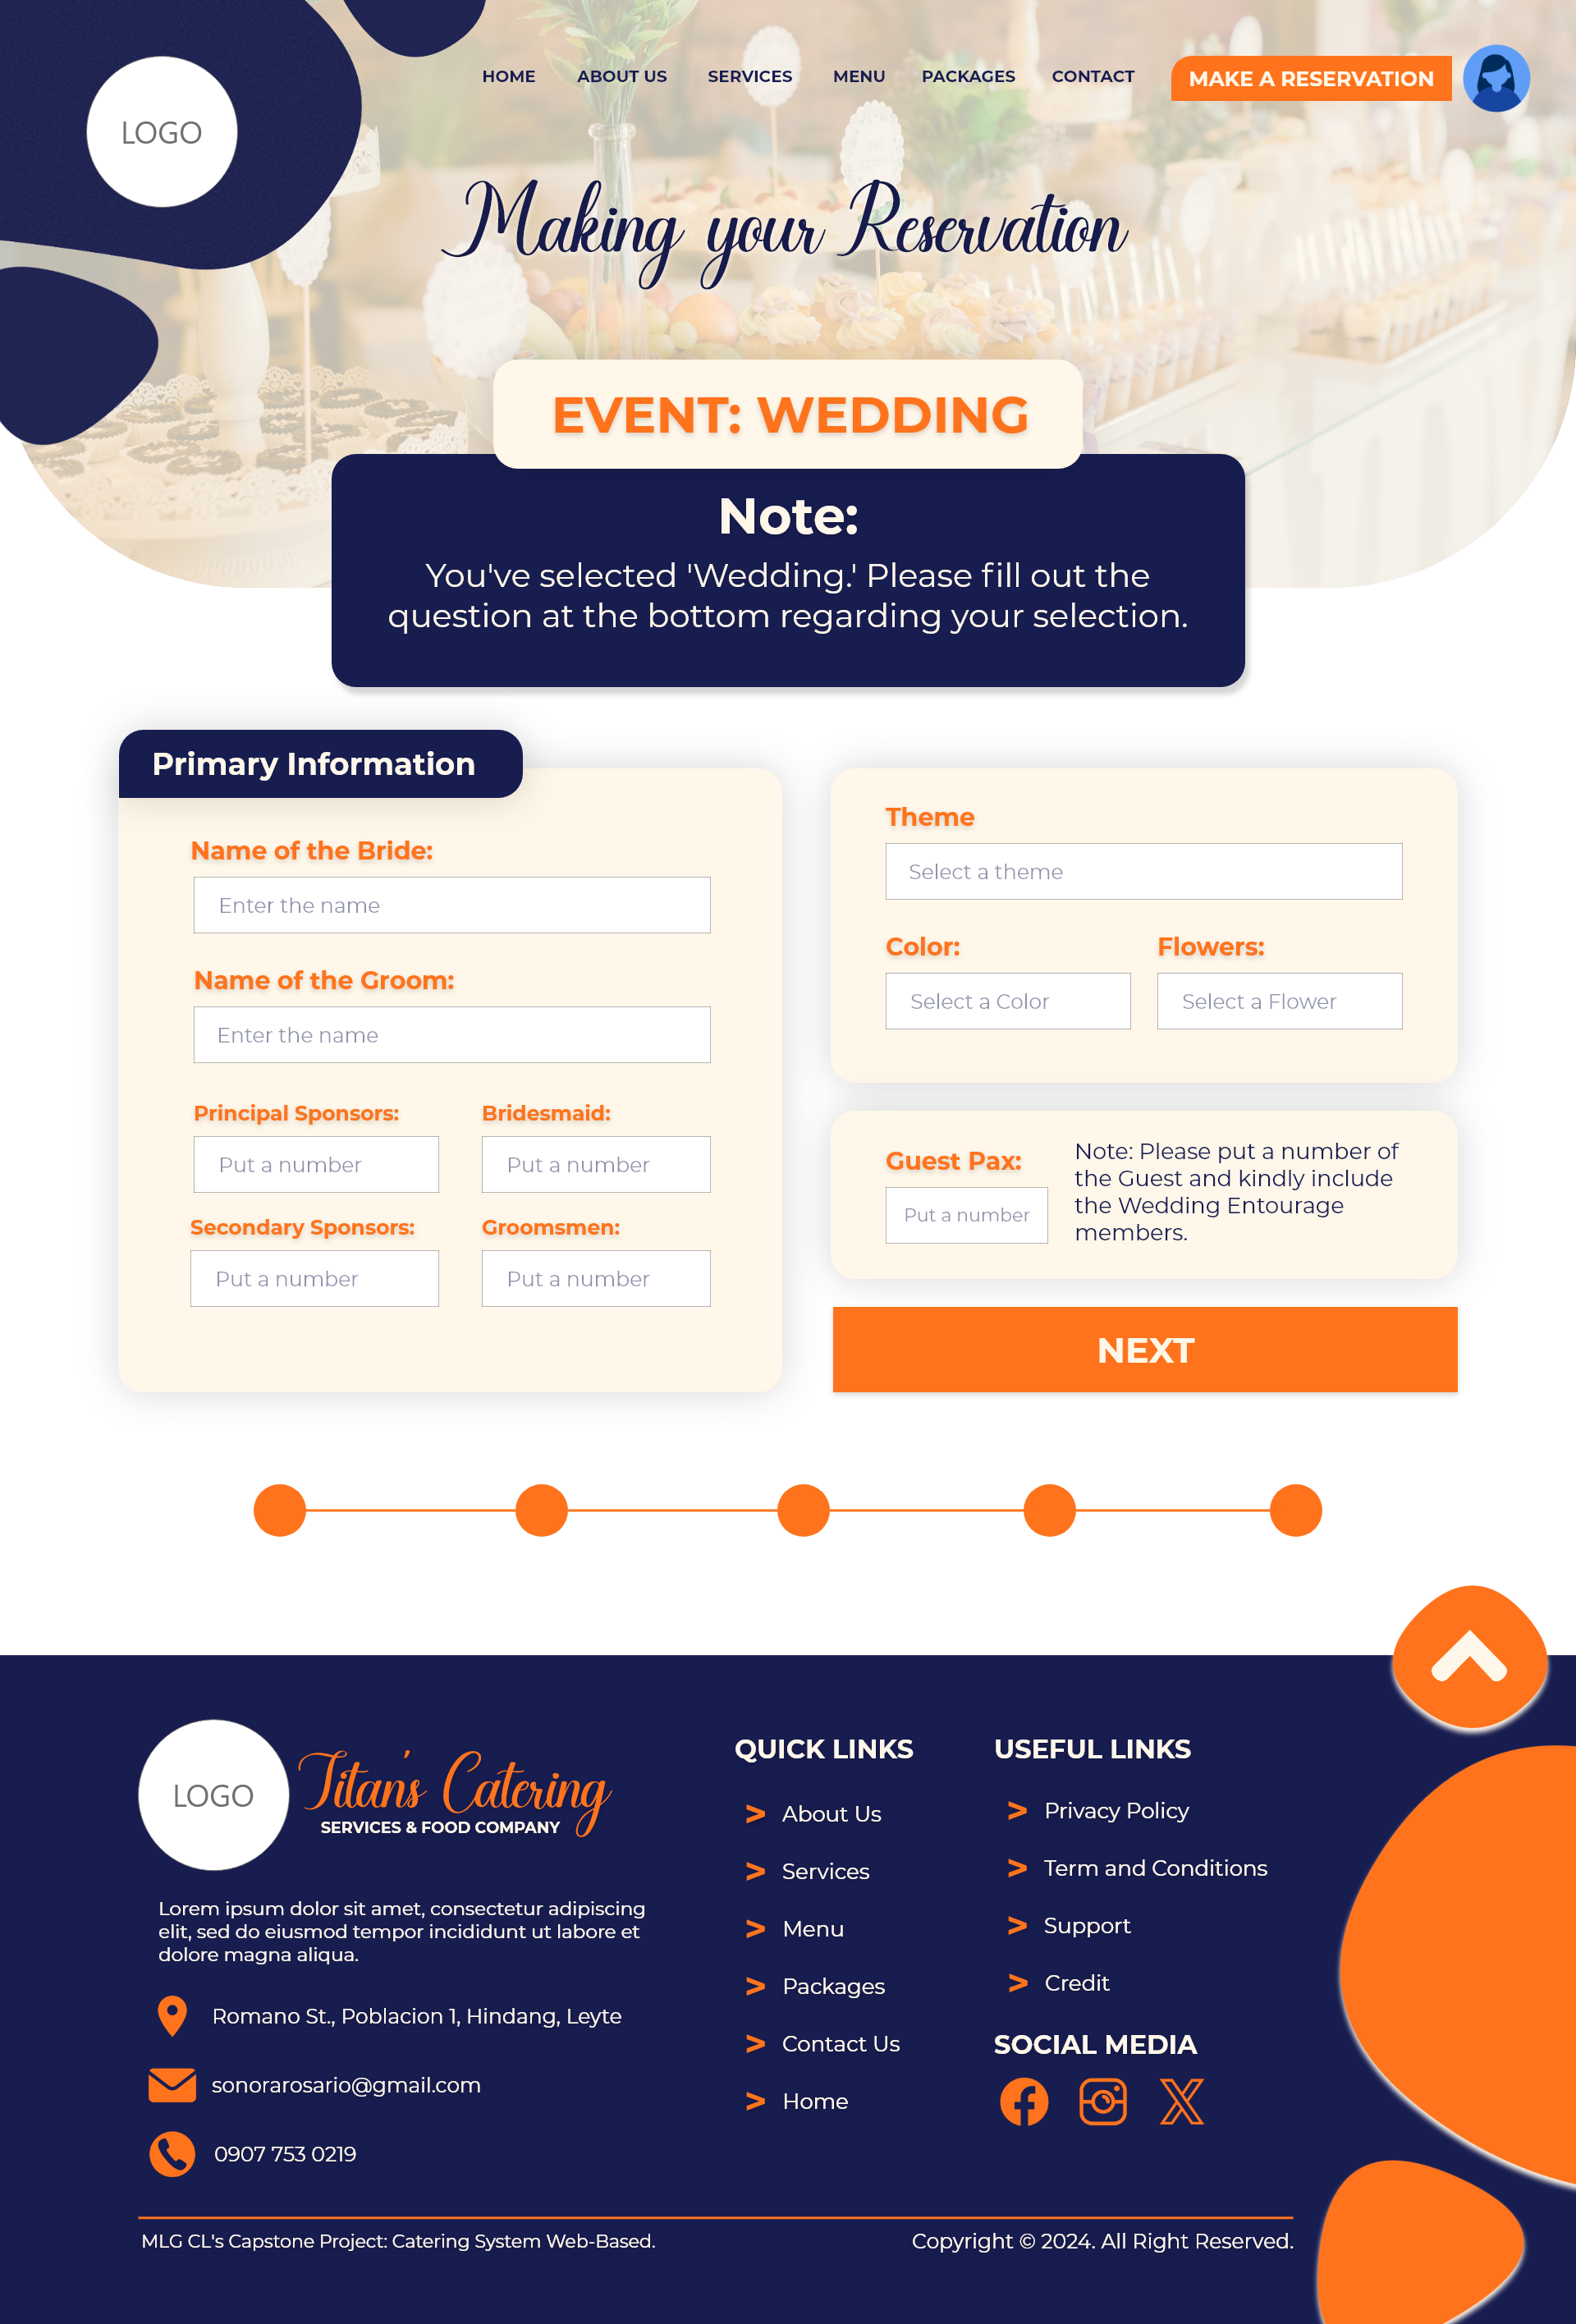 LOGO
HOME
ABOUT US
SERVICES
MENU
PACKAGES
CONTACT
MAKE A RESERVATION
Making your Reservation
EVENT: WEDDING
Note:
You've selected 'Wedding.' Please fill out the
question at the bottom regarding your selection.
Primary Information
Name of the Bride:
Enter the name
Name of the Groom:
Enter the name
Principal Sponsors:
Put a number
Bridesmaid:
Put a number
Secondary Sponsors:
Put a number
Groomsmen:
Put a number
Theme
Select a theme
Color:
Select a Color
Flowers:
Select a Flower
Guest Pax:
Put a number
Note: Please put a number of
the Guest and kindly include
the Wedding Entourage
members.
NEXT
LOGO
Titan's Catering
SERVICES & FOOD COMPANY
Lorem ipsum dolor sit amet, consectetur adipiscing
elit, sed do eiusmod tempor incididunt ut labore et
dolore magna aliqua.
Romano St., Poblacion 1, Hindang, Leyte
sonorarosario@gmail.com
0907 753 0219
QUICK LINKS
> About Us
> Services
> Menu
> Packages
> Contact Us
> Home
USEFUL LINKS
> Privacy Policy
> Term and Conditions
> Support
> Credit
SOCIAL MEDIA
MLG CL's Capstone Project: Catering System Web-Based.
Copyright © 2024. All Right Reserved.